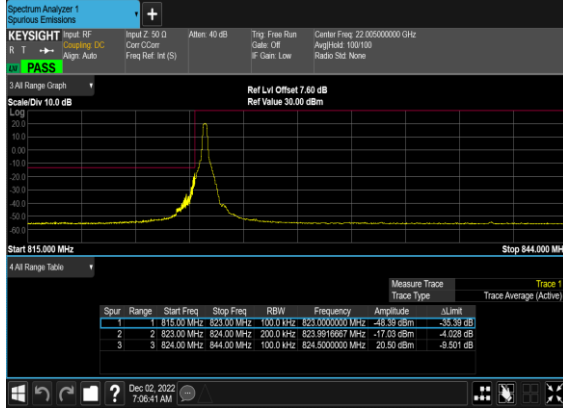 Spectrum Analyzer 1
Spurious Emissions
KEYSIGHT Input: RF Input Z: 50 Ω Atten: 40 dB Trig: Free Run Center Freq: 22.005000000 GHz
R T Coupling: DC Corr CCorr Gate: Off Avg|Hold: 100/100
Align: Auto Freq Ref: Int (S) IF Gain: Low Radio Std: None
PASS
3 All Range Graph Ref Lvl Offset 7.60 dB
Scale/Div 10.0 dB Ref Value 30.00 dBm
Log
20.0
10.0
0.00
-10.0
-20.0
-30.0
-40.0
-50.0
-60.0
Start 815.000 MHz Stop 844.000 MH
4 All Range Table
Measure Trace Trace 1
Trace Type Trace Average (Active)
Spur Range Start Freq Stop Freq RBW Frequency Amplitude ΔLimit
1 1 815.00 MHz 823.00 MHz 100.0 kHz 823.0000000 MHz -48.39 dBm -35.39 dB
2 2 823.00 MHz 824.00 MHz 200.0 kHz 823.9916667 MHz -17.03 dBm -4.028 dB
3 3 824.00 MHz 844.00 MHz 100.0 kHz 824.5000000 MHz 20.50 dBm -9.501 dB
? Dec 02, 2022
7:06:41 AM